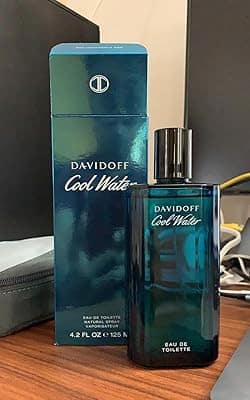 DAVIDOFF
Cool Water
EAU DE TOILETTE
NATURAL SPRAY
VAPORISATEUR
4.2 FL OZ e 125 M
DAVIDOFF
Cool Water
EAU DE
TOILETTE